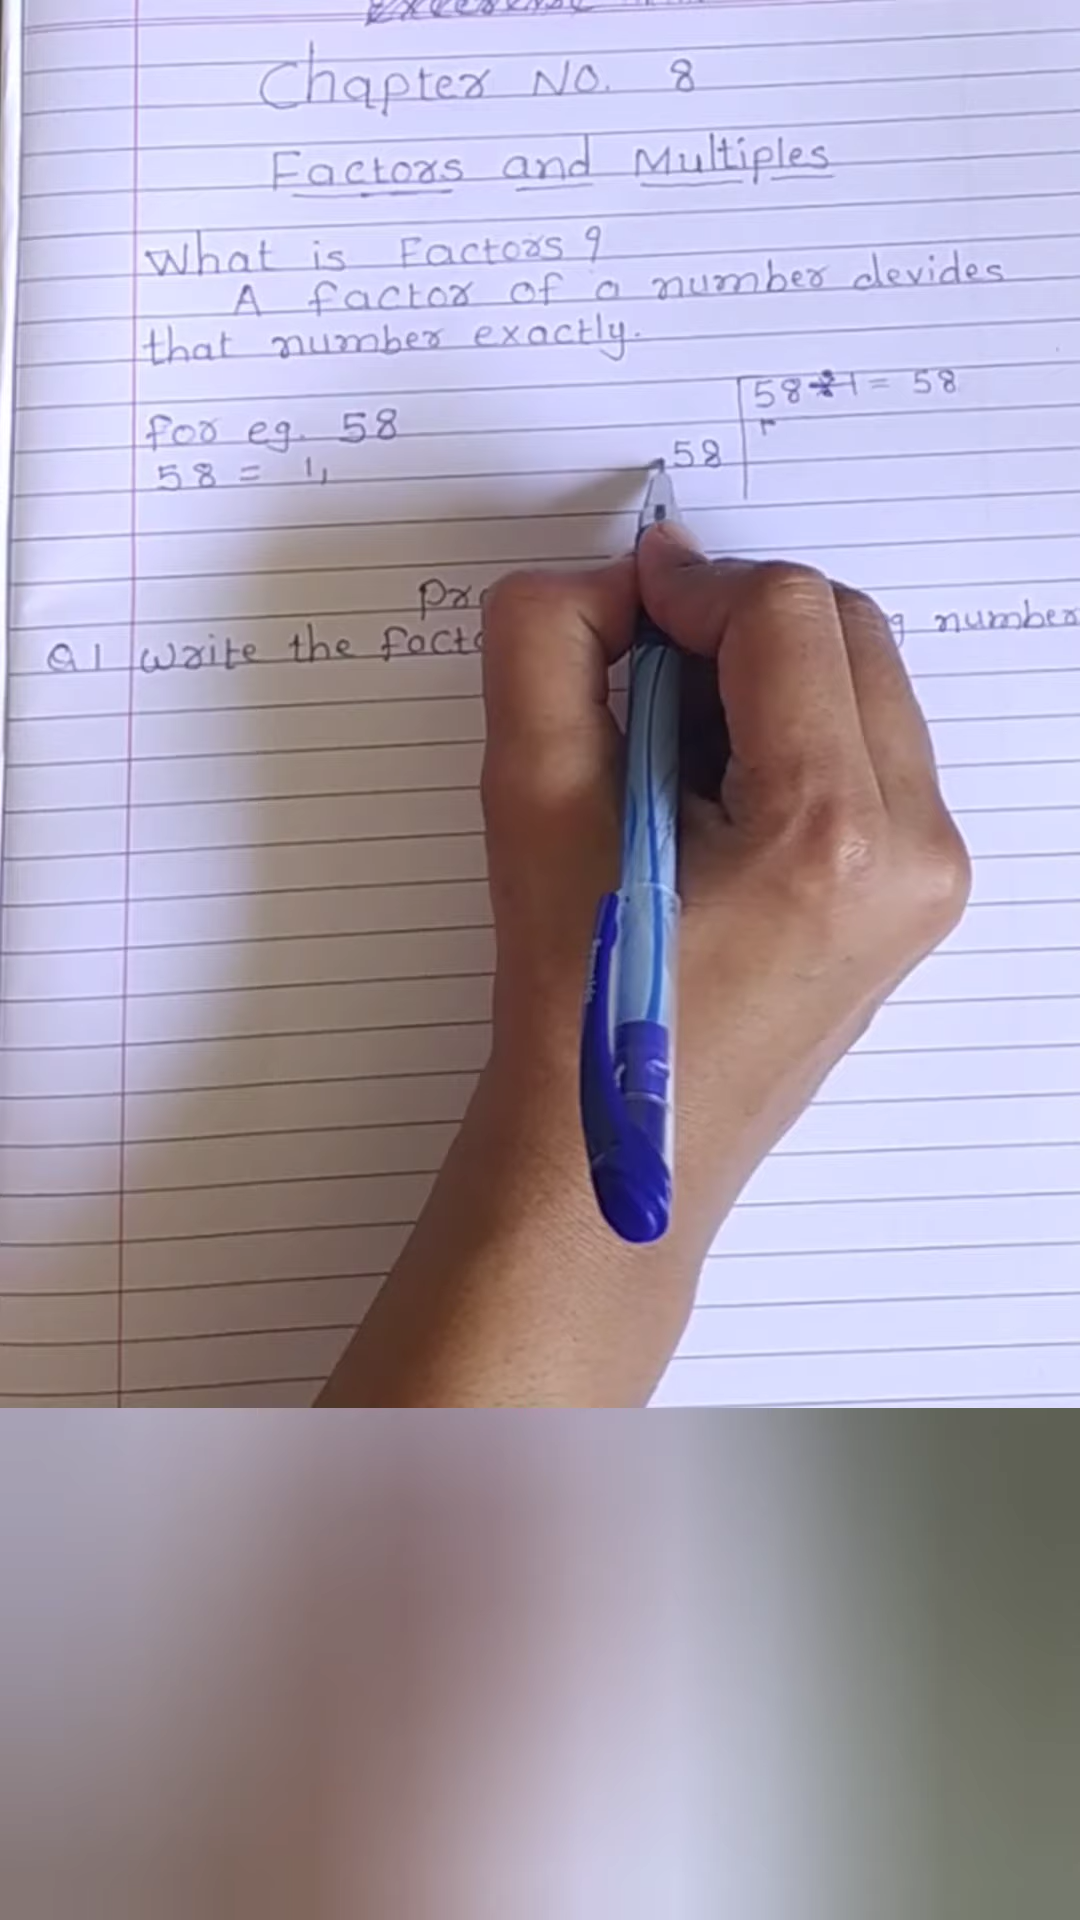 Chapter NO. 8
Factors and Multiples
What is Factors ?
A factor of a number devides
that number exactly.
58 ÷ 1 = 58
for eg. 58
58
58 = 1,
Q1 Write the number